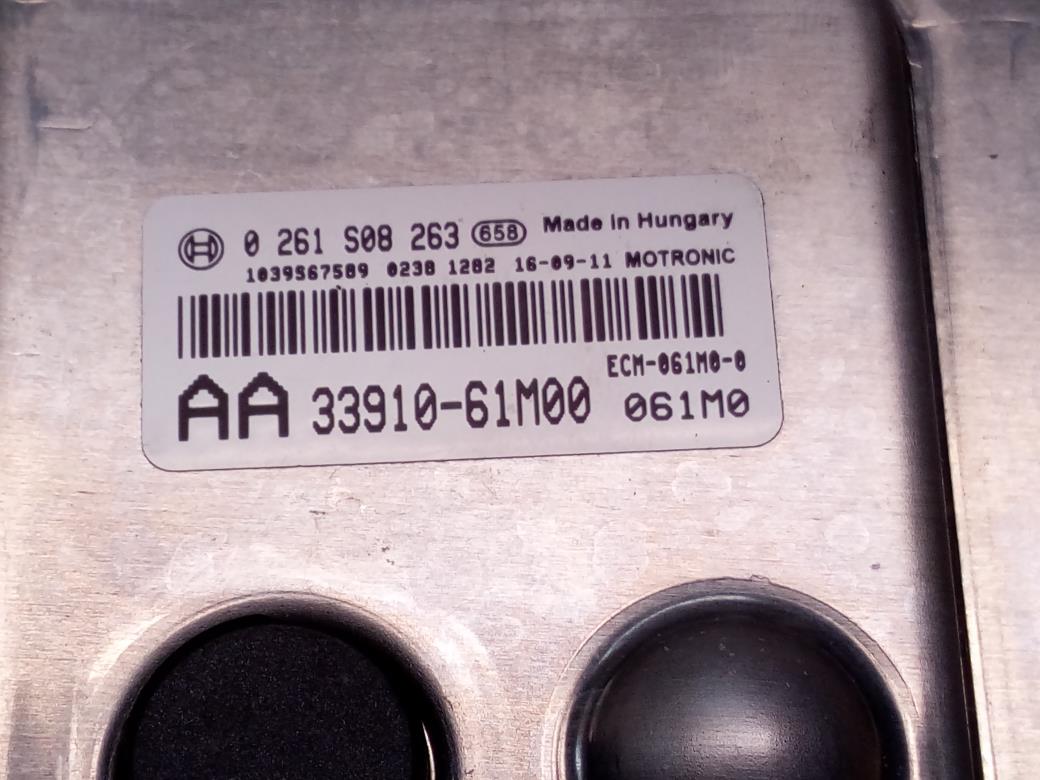 0 261 S08 263 658 Made in Hungary
1039S67589 0238 1282 16-09-11 MOTRONIC
ECM-061M0-0
AA 33910-61M00 061M0